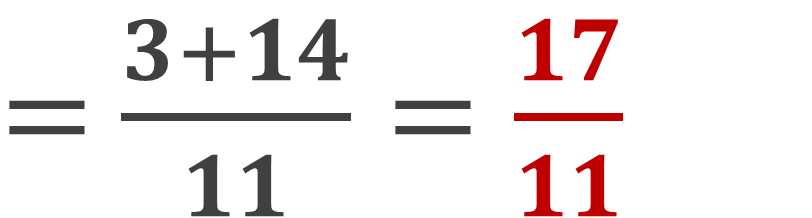 = 3+14/11 = 17/11